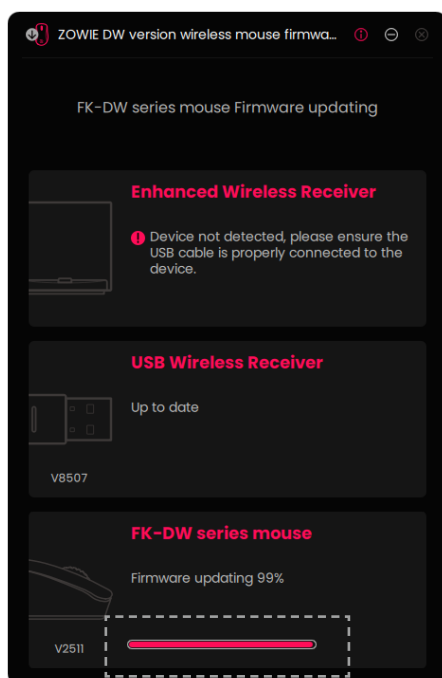 ZOWIE DW version wireless mouse firmwa...
FK-DW series mouse Firmware updating
Enhanced Wireless Receiver
Device not detected, please ensure the
USB cable is properly connected to the
device.
USB Wireless Receiver
Up to date
V8507
FK-DW series mouse
Firmware updating 99%
V2511